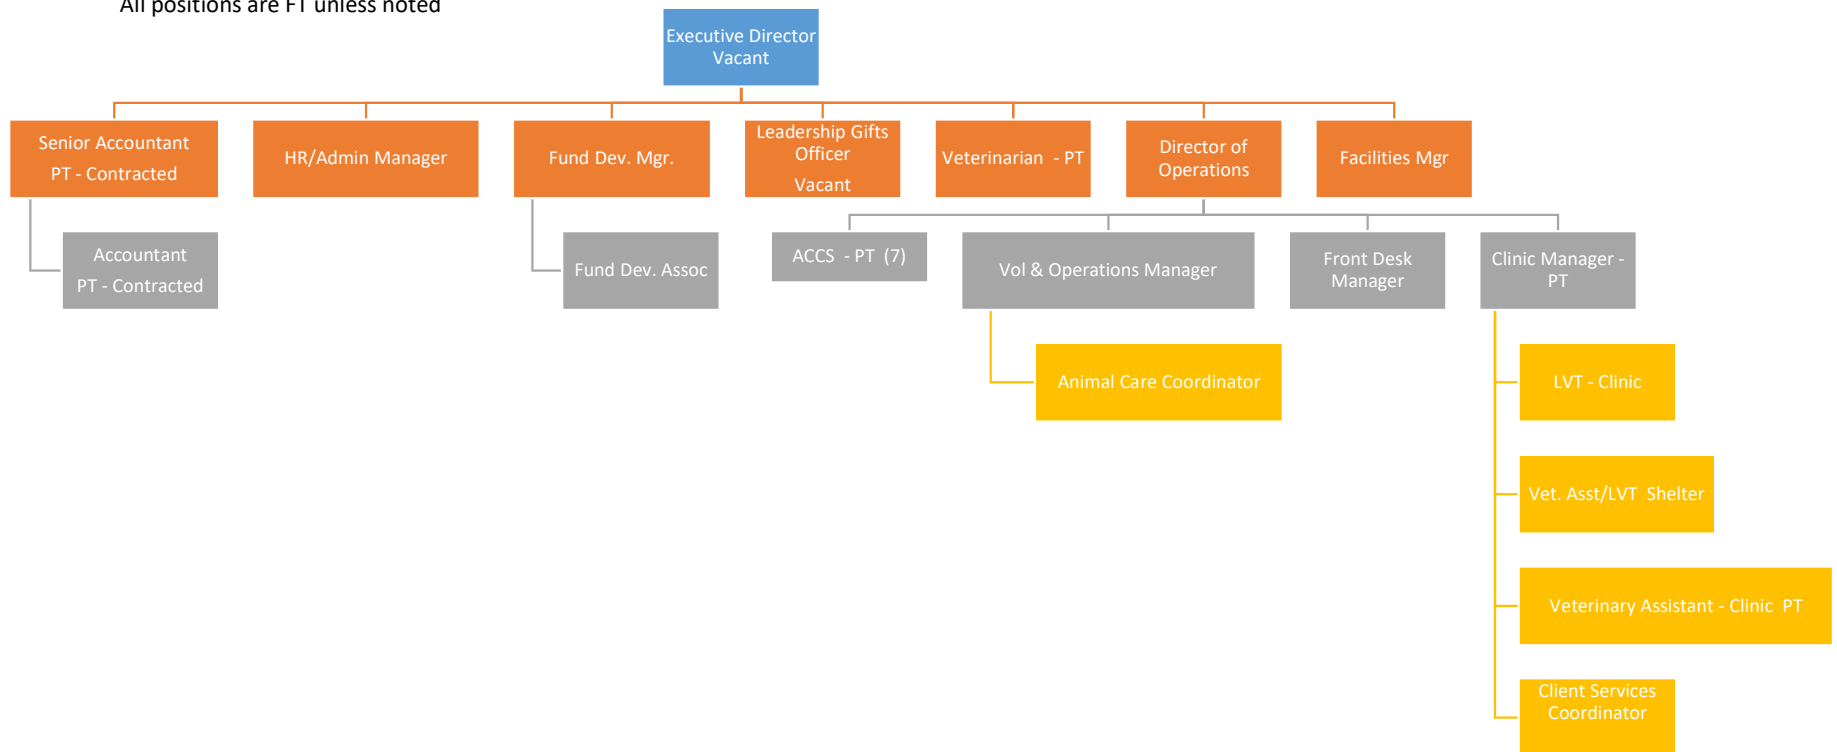 All positions are FT unless noted
Executive Director
Vacant
Senior Accountant
PT - Contracted
HR/Admin Manager
Fund Dev. Mgr.
Leadership Gifts
Officer
Vacant
Veterinarian - PT
Director of
Operations
Facilities Mgr
Accountant
PT - Contracted
Fund Dev. Assoc
ACCS - PT (7)
Vol & Operations Manager
Front Desk
Manager
Clinic Manager -
PT
Animal Care Coordinator
LVT - Clinic
Vet. Asst/LVT Shelter
Veterinary Assistant - Clinic PT
Client Services
Coordinator